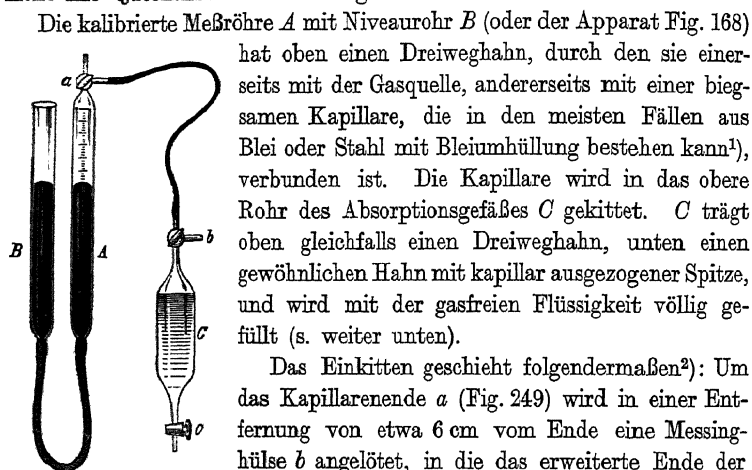 Die kalibrierte Meßröhre A mit Niveaurohr B (oder der Apparat Fig. 168)
hat oben einen Dreiweghahn, durch den sie einer-
seits mit der Gasquelle, andererseits mit einer bieg-
samen Kapillare, die in den meisten Fällen aus
Blei oder Stahl mit Bleiumhüllung bestehen kann¹),
verbunden ist. Die Kapillare wird in das obere
Rohr des Absorptionsgefäßes C gekittet. C trägt
oben gleichfalls einen Dreiweghahn, unten einen
gewöhnlichen Hahn mit kapillar ausgezogener Spitze,
und wird mit der gasfreien Flüssigkeit völlig ge-
füllt (s. weiter unten).
Das Einkitten geschieht folgendermaßen²): Um
das Kapillarenende a (Fig. 249) wird in einer Ent-
fernung von etwa 6 cm vom Ende eine Messing-
hülse b angelötet, in die das erweiterte Ende der
a
b
B
A
C
c